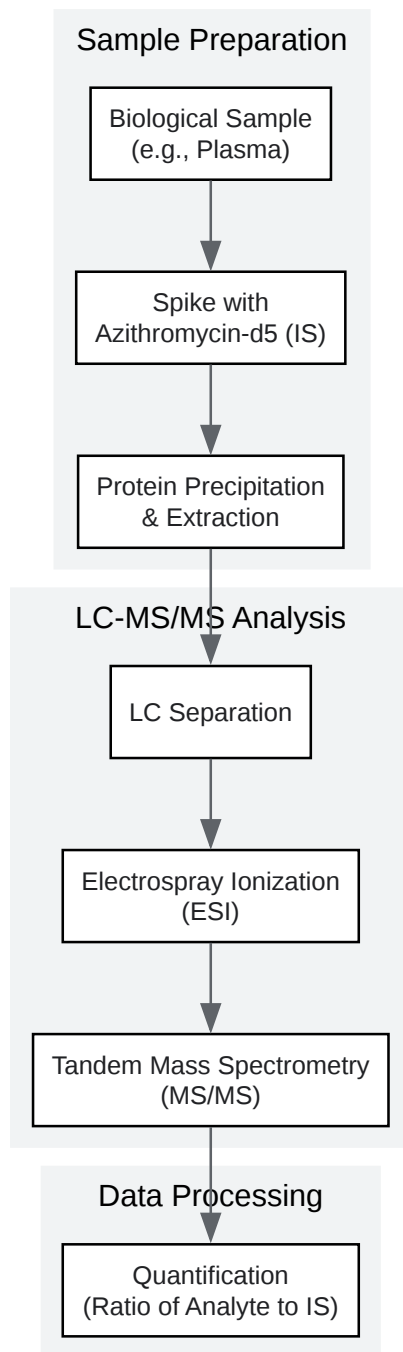 Sample Preparation
Biological Sample
(e.g., Plasma)
Spike with
Azithromycin-d5 (IS)
Protein Precipitation
& Extraction
LC-MS/MS Analysis
LC Separation
Electrospray Ionization
(ESI)
Tandem Mass Spectrometry
(MS/MS)
Data Processing
Quantification
(Ratio of Analyte to IS)